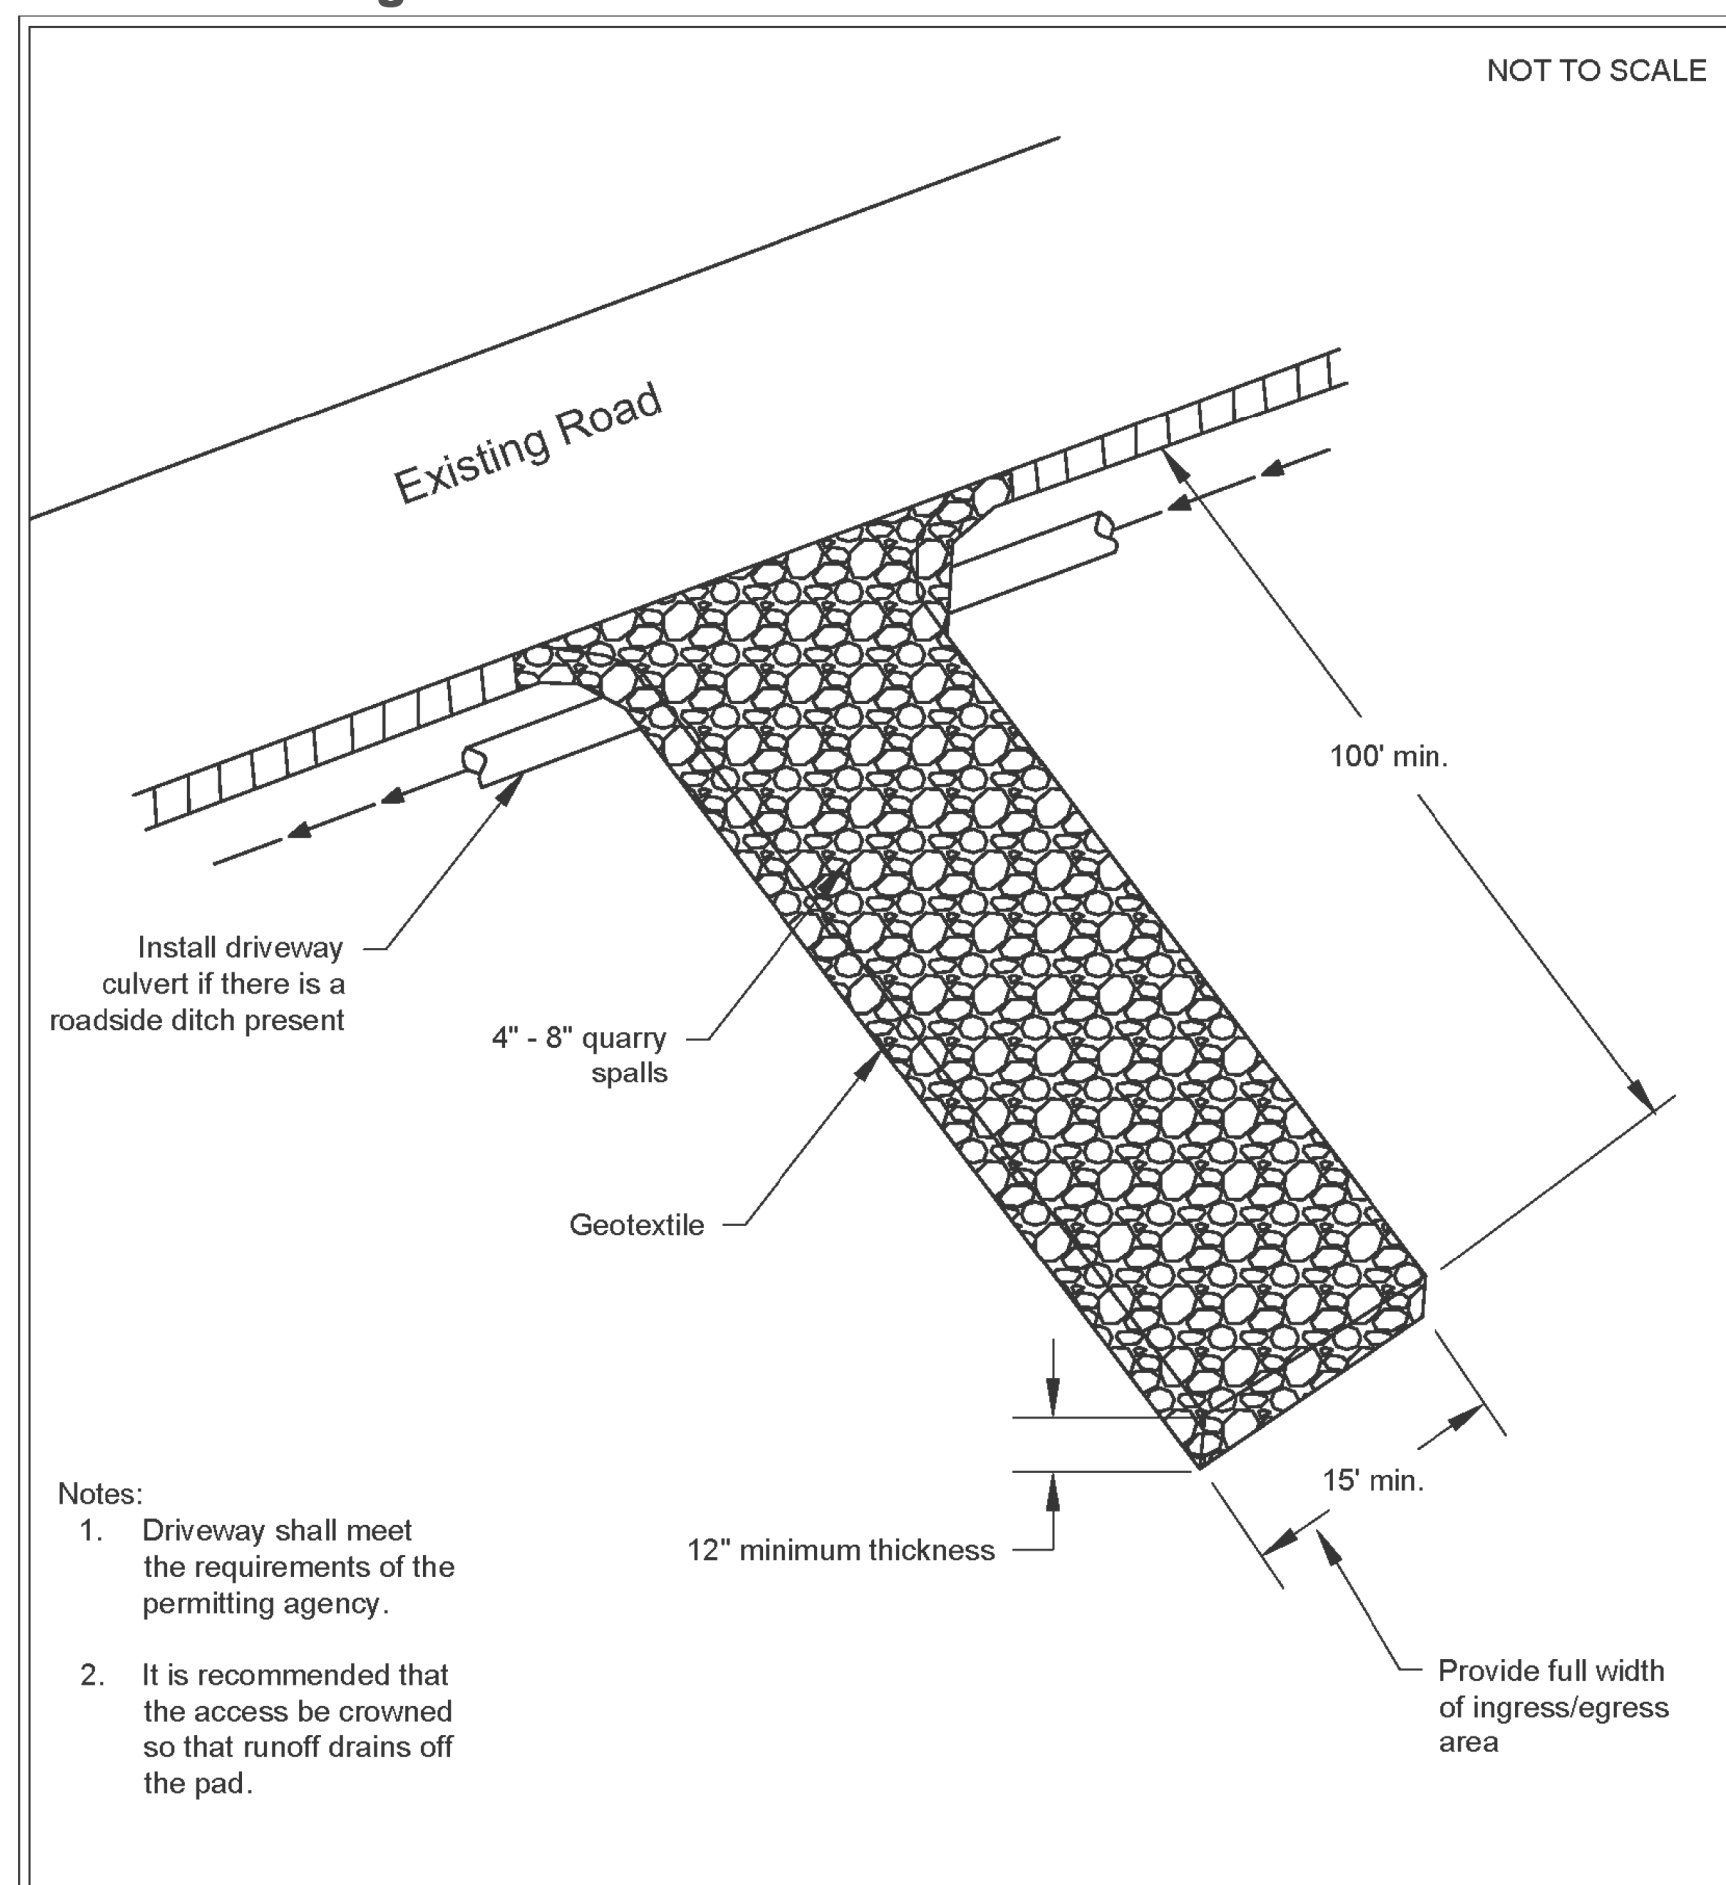 NOT TO SCALE
Existing Road
100' min.
Install driveway
culvert if there is a
roadside ditch present
4" - 8" quarry
spalls
Geotextile
15' min.
12" minimum thickness
Provide full width
of ingress/egress
area
Notes:
1. Driveway shall meet
the requirements of the
permitting agency.
2. It is recommended that
the access be crowned
so that runoff drains off
the pad.